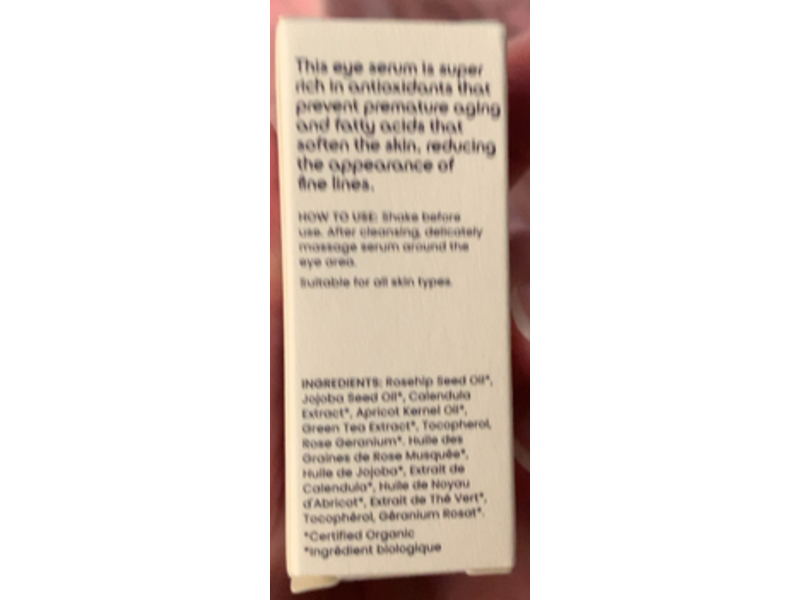 This eye serum is super
rich in antioxidants that
prevent premature aging
and fatty acids that
soften the skin, reducing
the appearance of
fine lines.
HOW TO USE: Shake before
use. After cleansing, delicately
massage serum around the
eye area.
Suitable for all skin types.
INGREDIENTS: Rosehip Seed Oil*,
Jojoba Seed Oil*, Calendula
Extract*, Apricot Kernel Oil*,
Green Tea Extract*, Tocopherol,
Rose Geranium*. Huile des
Graines de Rose Musquée*,
Huile de Jojoba*, Extrait de
Calendula*, Huile de Noyau
d'Abricot*, Extrait de Thé Vert*,
Tocophérol, Géranium Rosat*.
*Certified Organic
*Ingrédient biologique